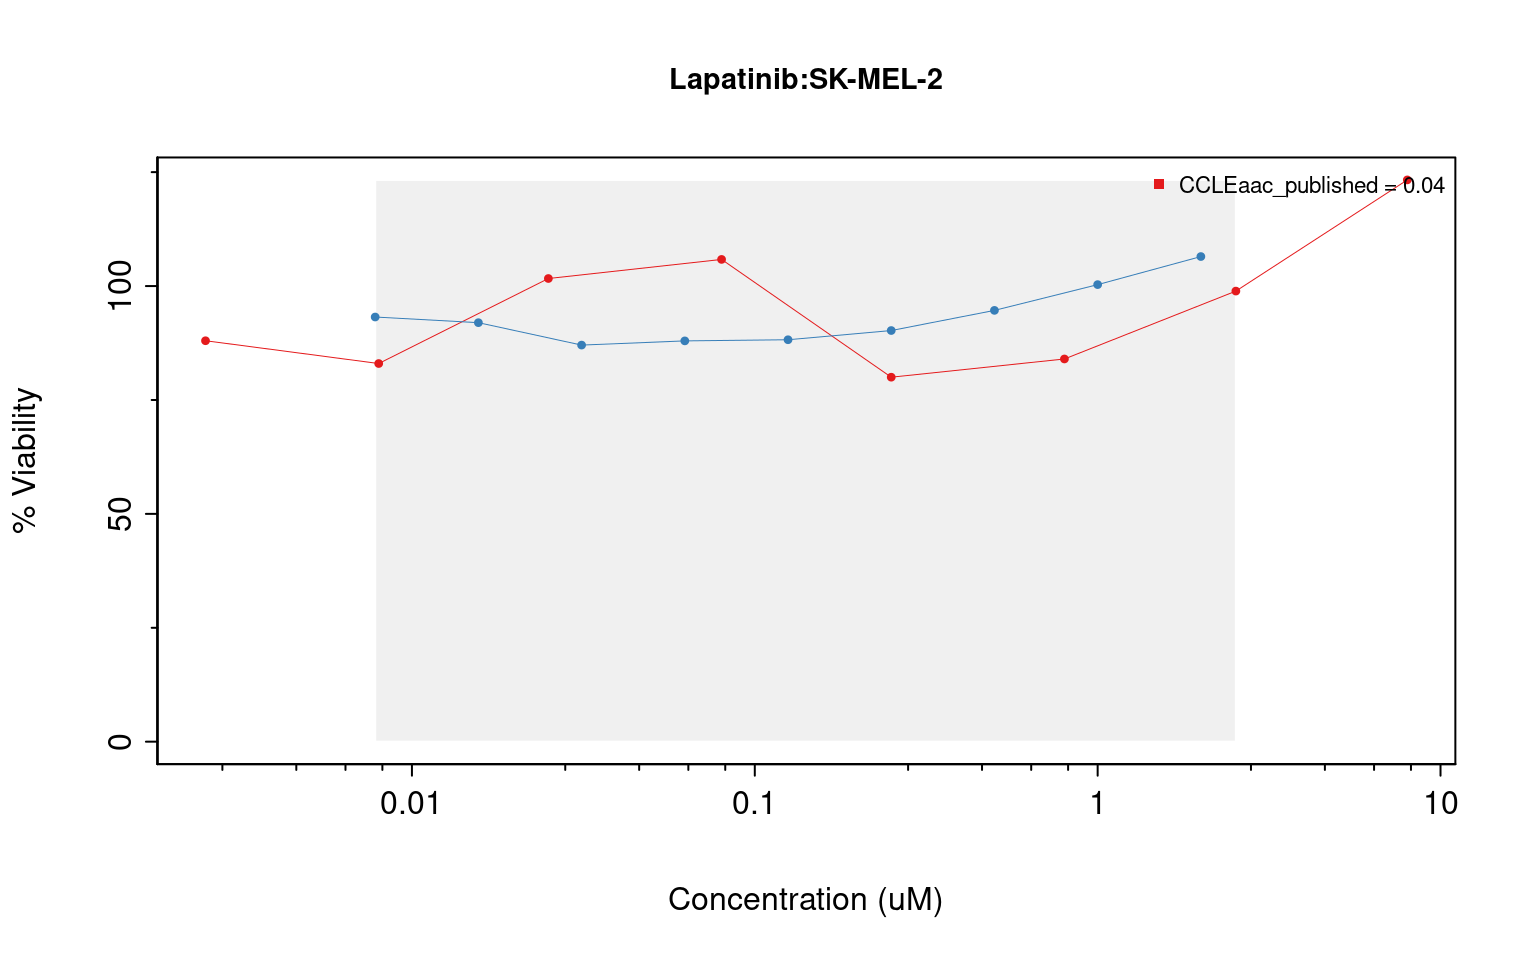 Lapatinib:SK-MEL-2
CCLEaac_published = 0.04
% Viability
100
50
0
0.01 0.1 1 10
Concentration (uM)